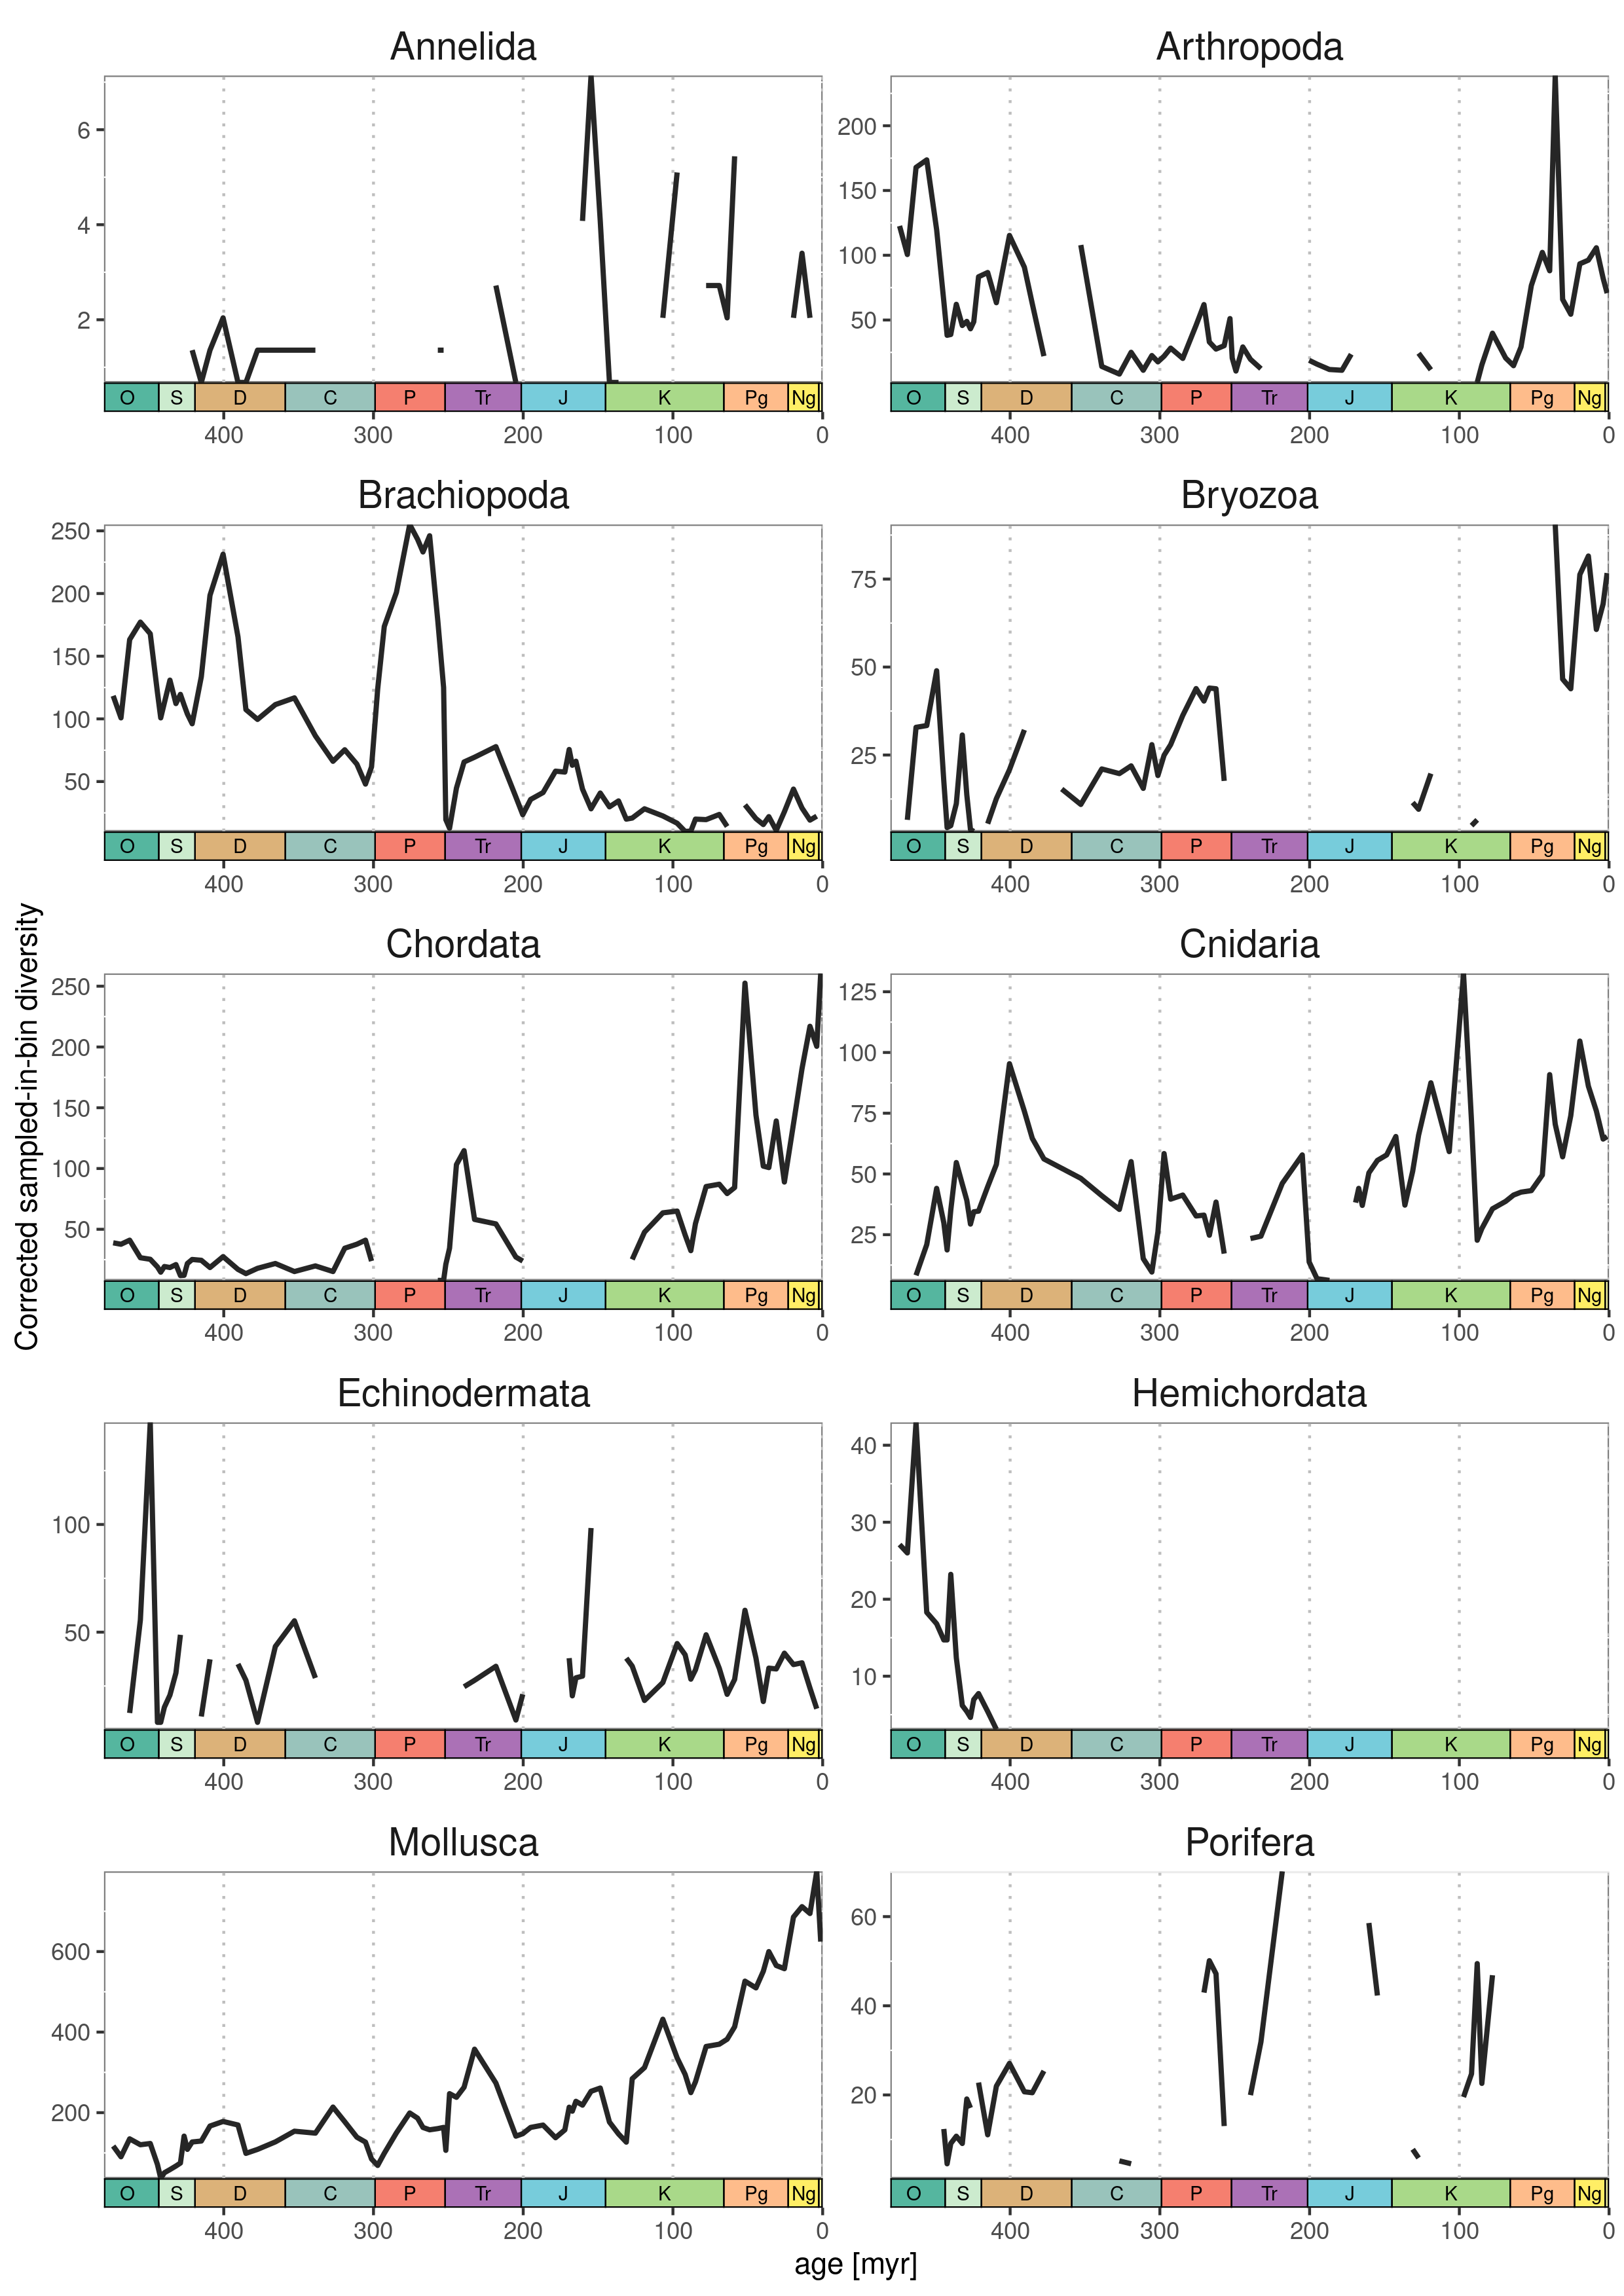 Annelida
Arthropoda
6
4
2
200
150
100
50
O S D C P Tr J K Pg Ng
O S D C P Tr J K Pg Ng
400 300 200 100 0
400 300 200 100 0
Brachiopoda
Bryozoa
250
200
150
100
50
75
50
25
O S D C P Tr J K Pg Ng
O S D C P Tr J K Pg Ng
400 300 200 100 0
400 300 200 100 0
Corrected sampled-in-bin diversity
Chordata
Cnidaria
250
200
150
100
50
125
100
75
50
25
O S D C P Tr J K Pg Ng
O S D C P Tr J K Pg Ng
400 300 200 100 0
400 300 200 100 0
Echinodermata
Hemichordata
100
50
40
30
20
10
O S D C P Tr J K Pg Ng
O S D C P Tr J K Pg Ng
400 300 200 100 0
400 300 200 100 0
Mollusca
Porifera
600
400
200
60
40
20
O S D C P Tr J K Pg Ng
O S D C P Tr J K Pg Ng
400 300 200 100 0
400 300 200 100 0
age [myr]